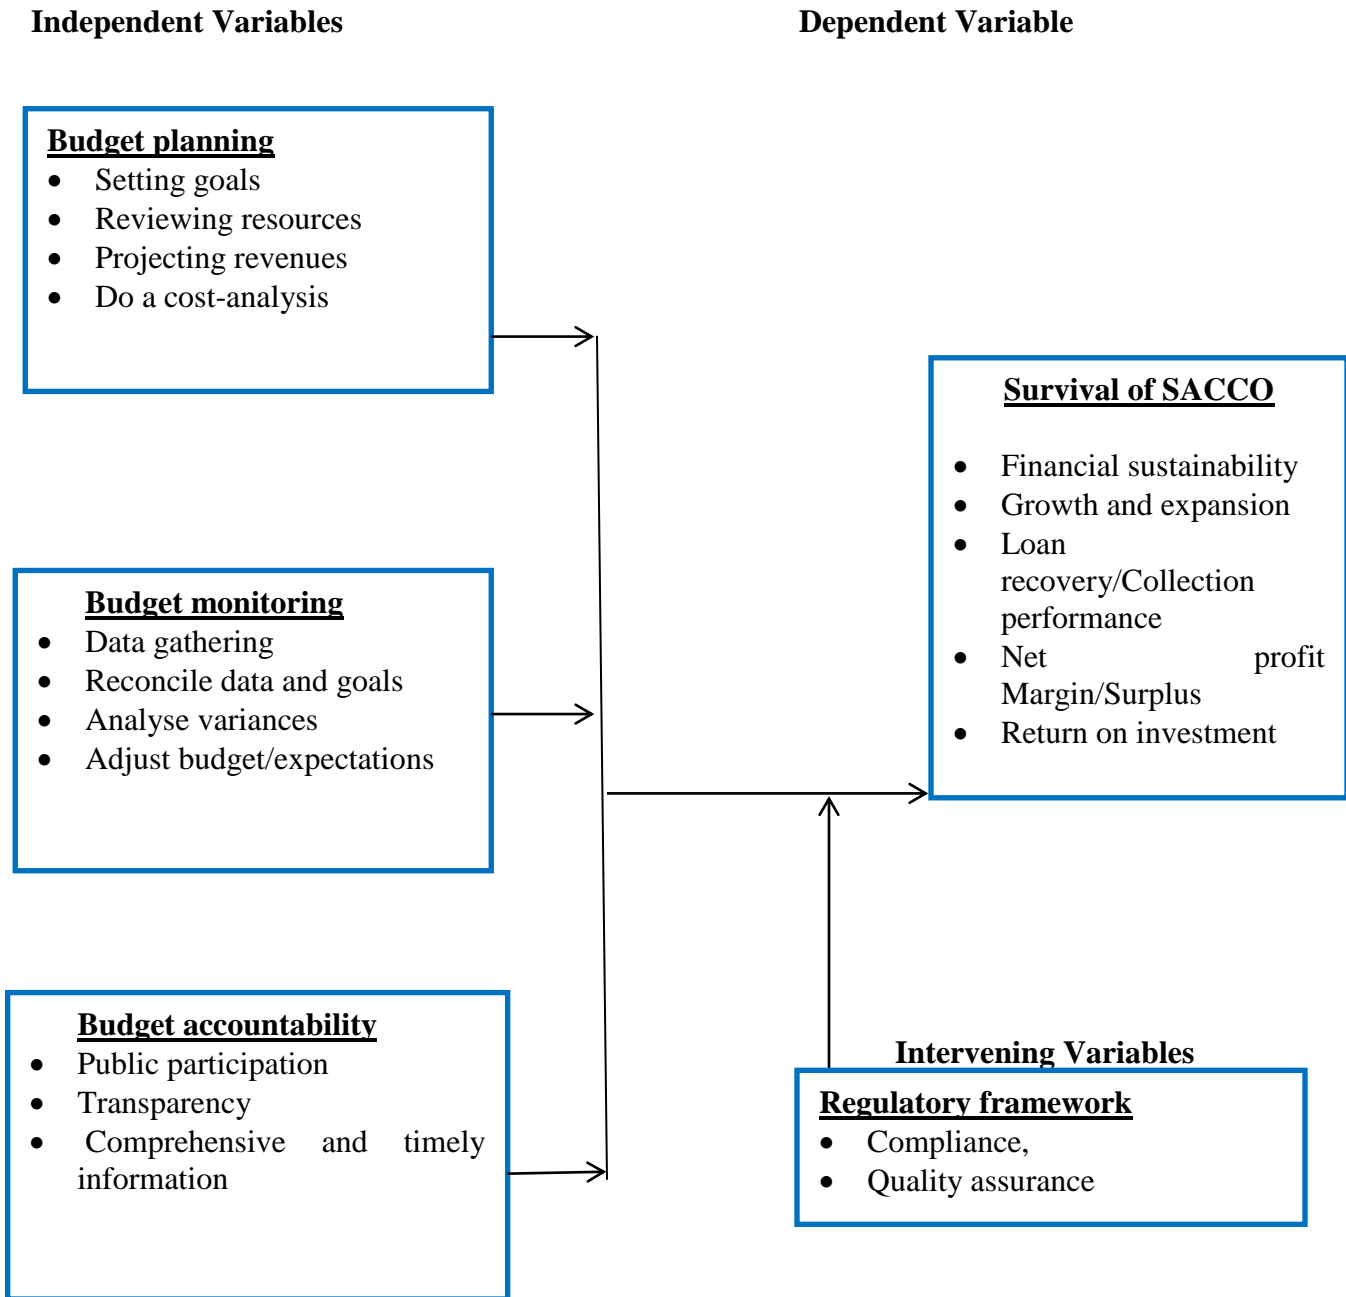 Independent Variables
Dependent Variable
Budget planning
• Setting goals
• Reviewing resources
• Projecting revenues
• Do a cost-analysis
Survival of SACCO
• Financial sustainability
• Growth and expansion
• Loan
recovery/Collection
performance
• Net profit
Margin/Surplus
• Return on investment
Budget monitoring
• Data gathering
• Reconcile data and goals
• Analyse variances
• Adjust budget/expectations
Budget accountability
• Public participation
• Transparency
• Comprehensive and timely
information
Intervening Variables
Regulatory framework
• Compliance,
• Quality assurance